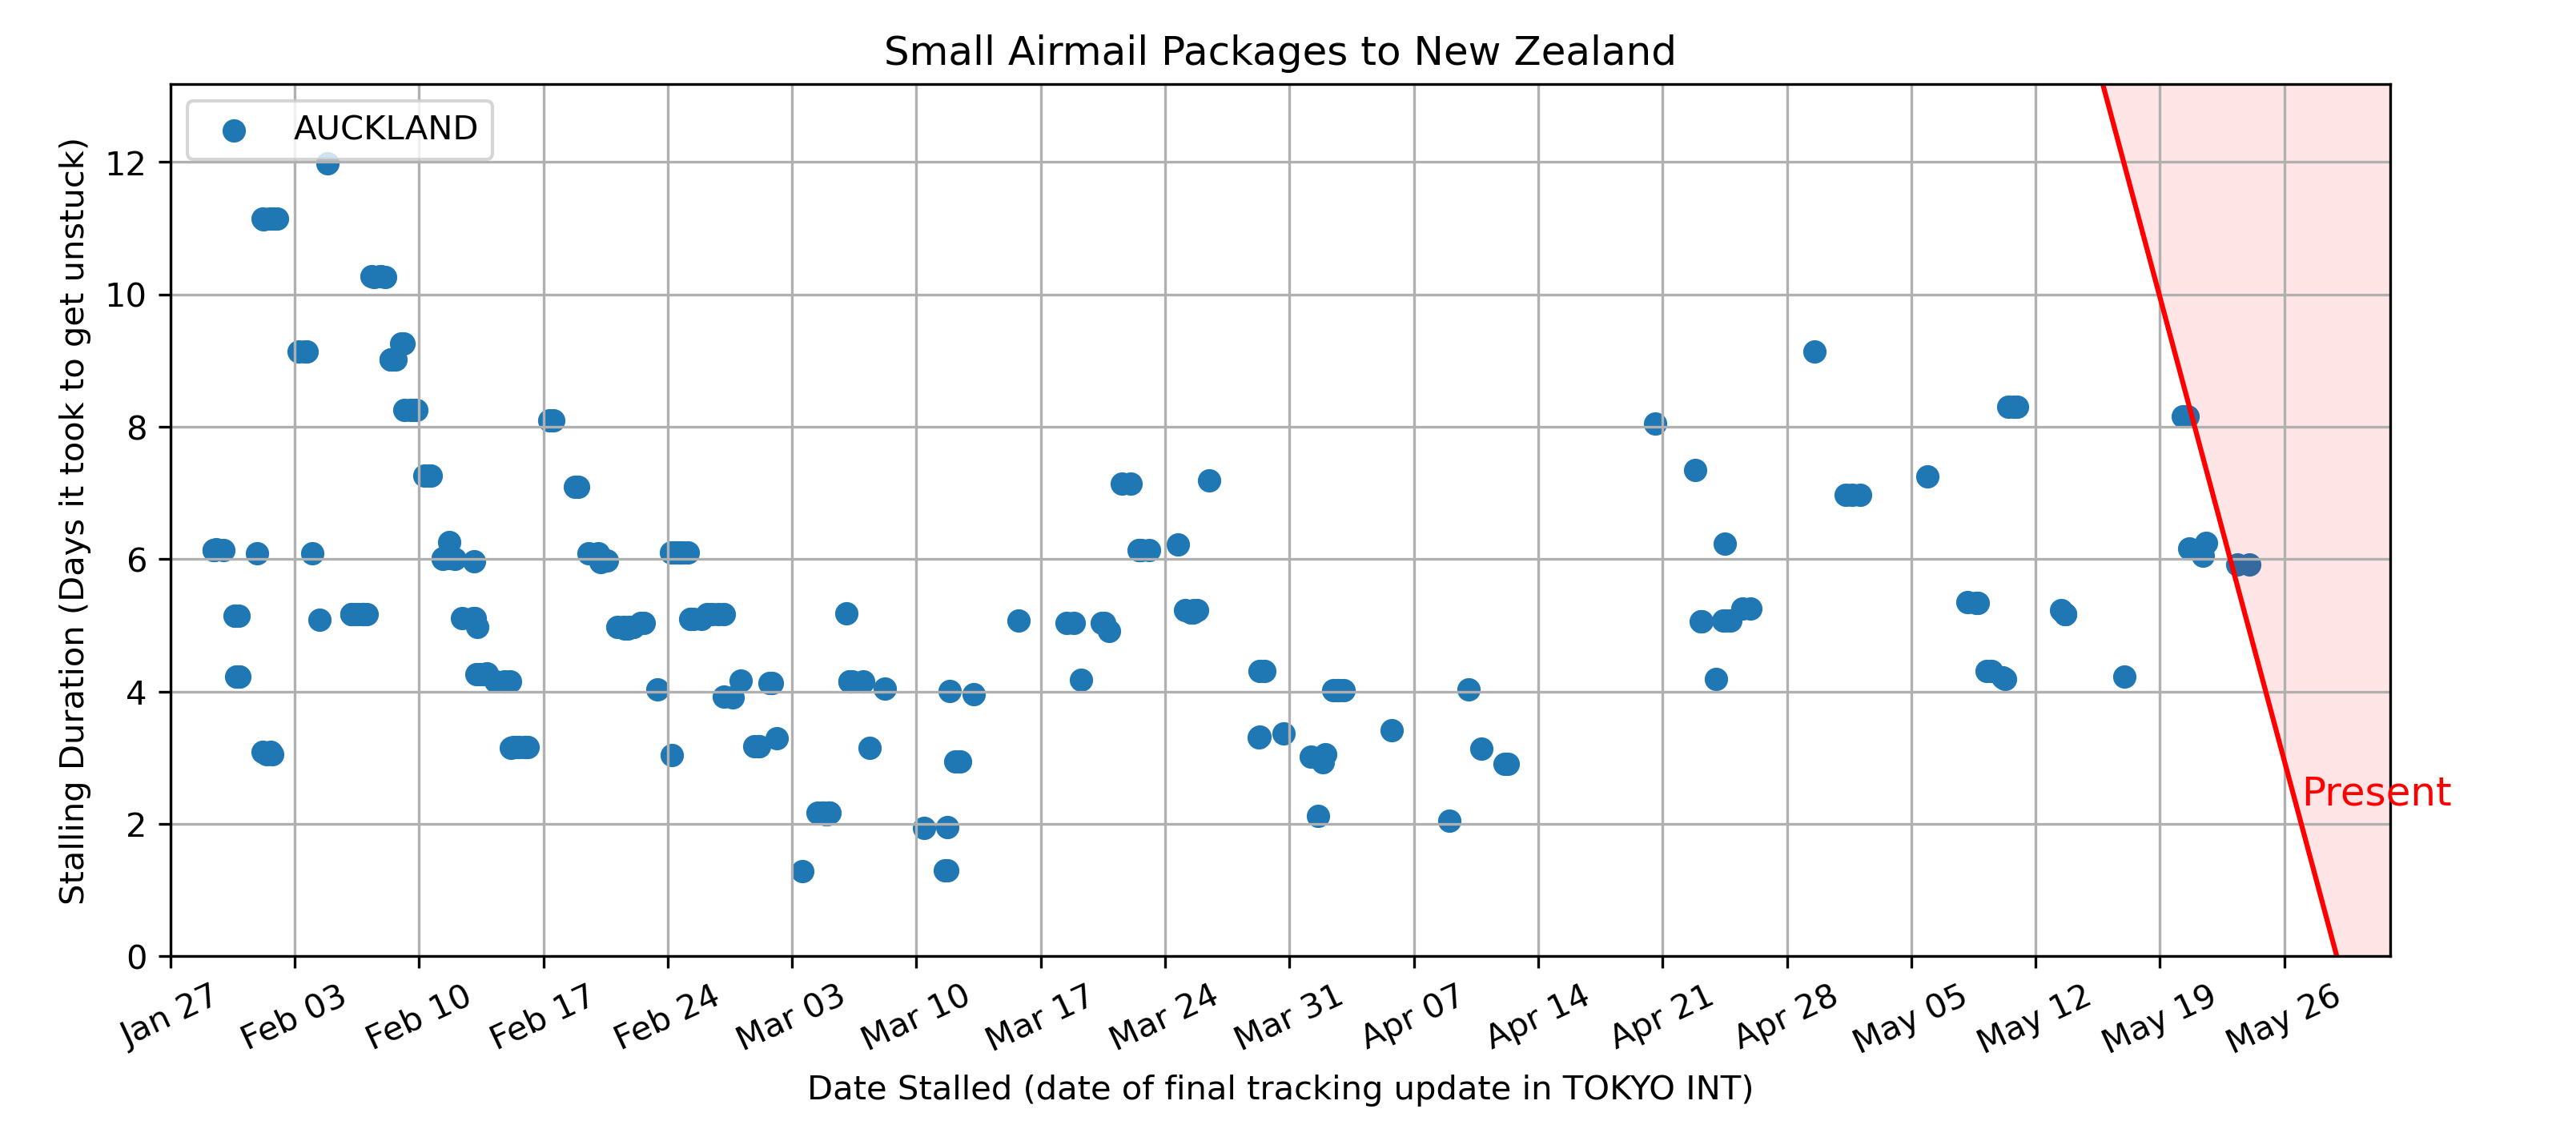 Small Airmail Packages to New Zealand
AUCKLAND
Stalling Duration (Days it took to get unstuck)
12
10
8
6
4
2
0
Present
Jan 27
Feb 03
Feb 10
Feb 17
Feb 24
Mar 03
Mar 10
Mar 17
Mar 24
Mar 31
Apr 07
Apr 14
Apr 21
Apr 28
May 05
May 12
May 19
May 26
Date Stalled (date of final tracking update in TOKYO INT)